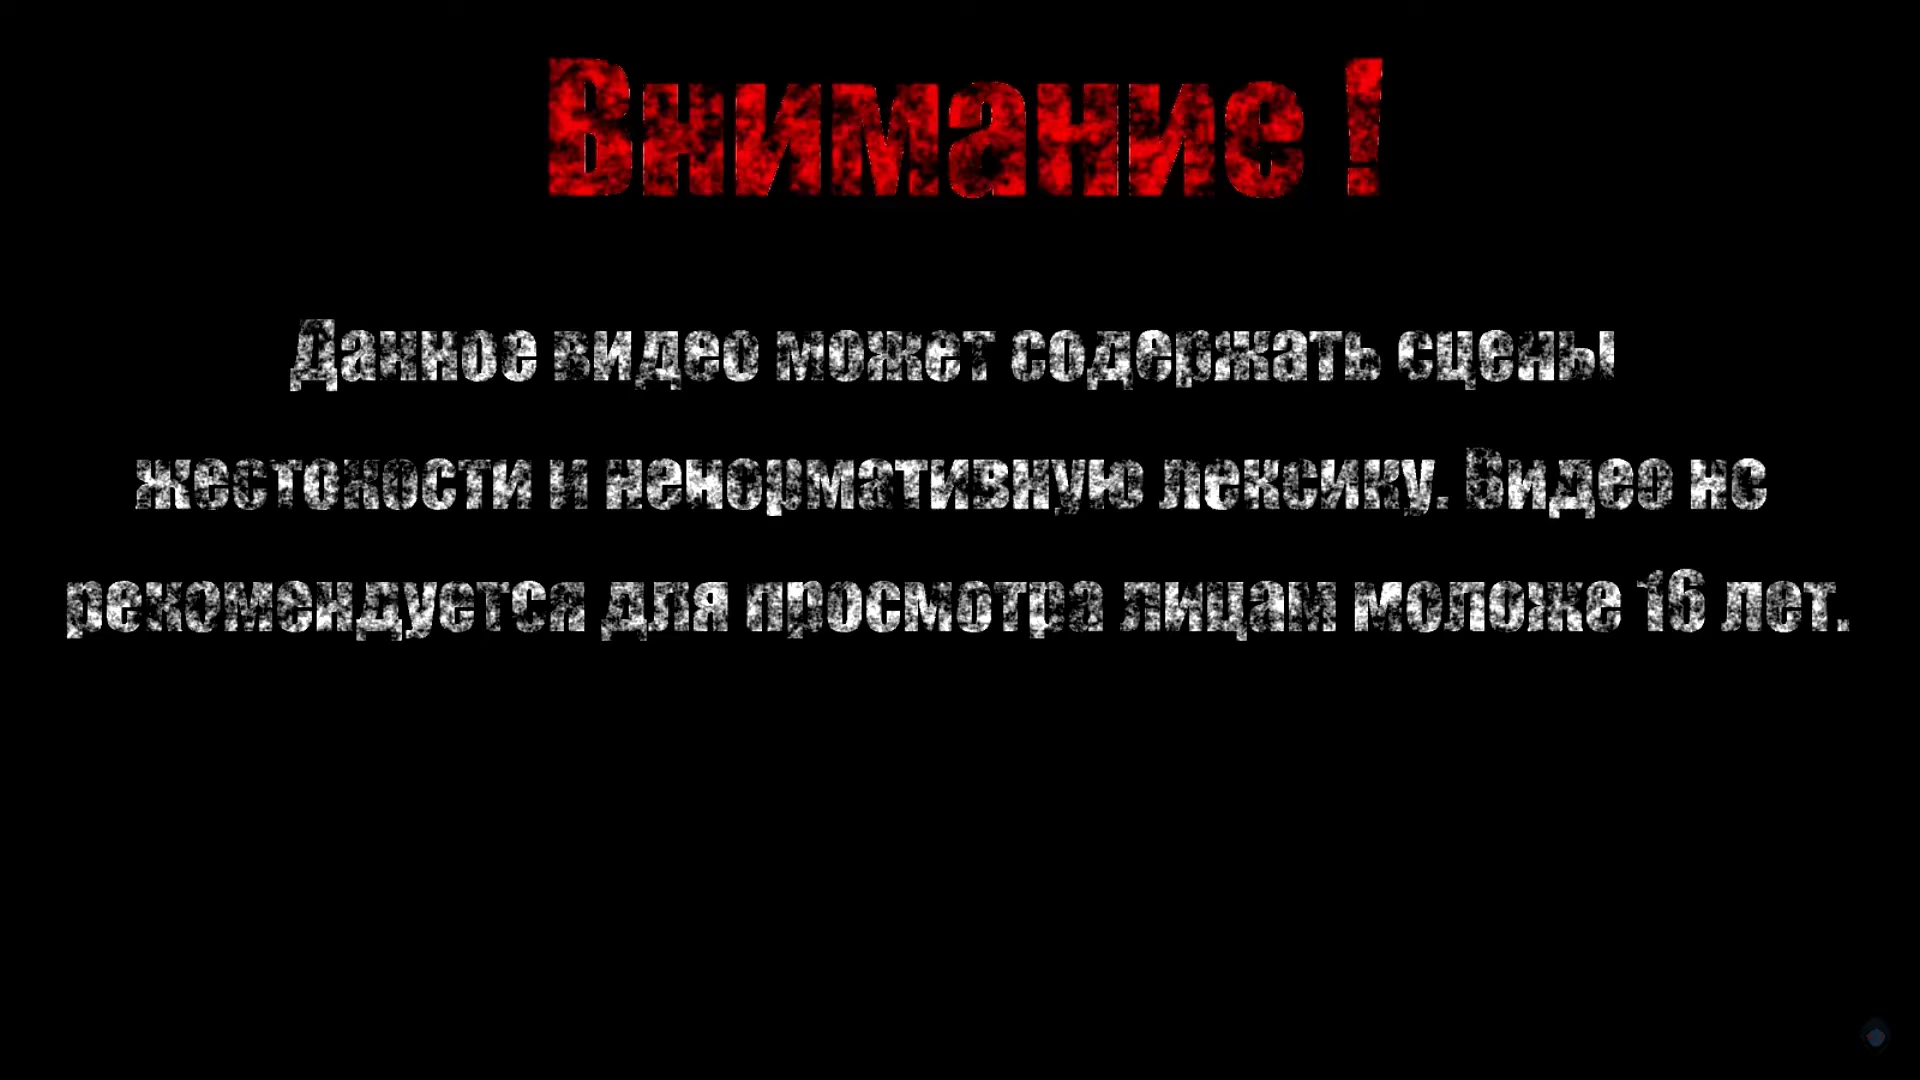 Внимание !
Данное видео может содержать сцены
жестокости и ненормативную лексику. Видео не
рекомендуется для просмотра лицам моложе 16 лет.